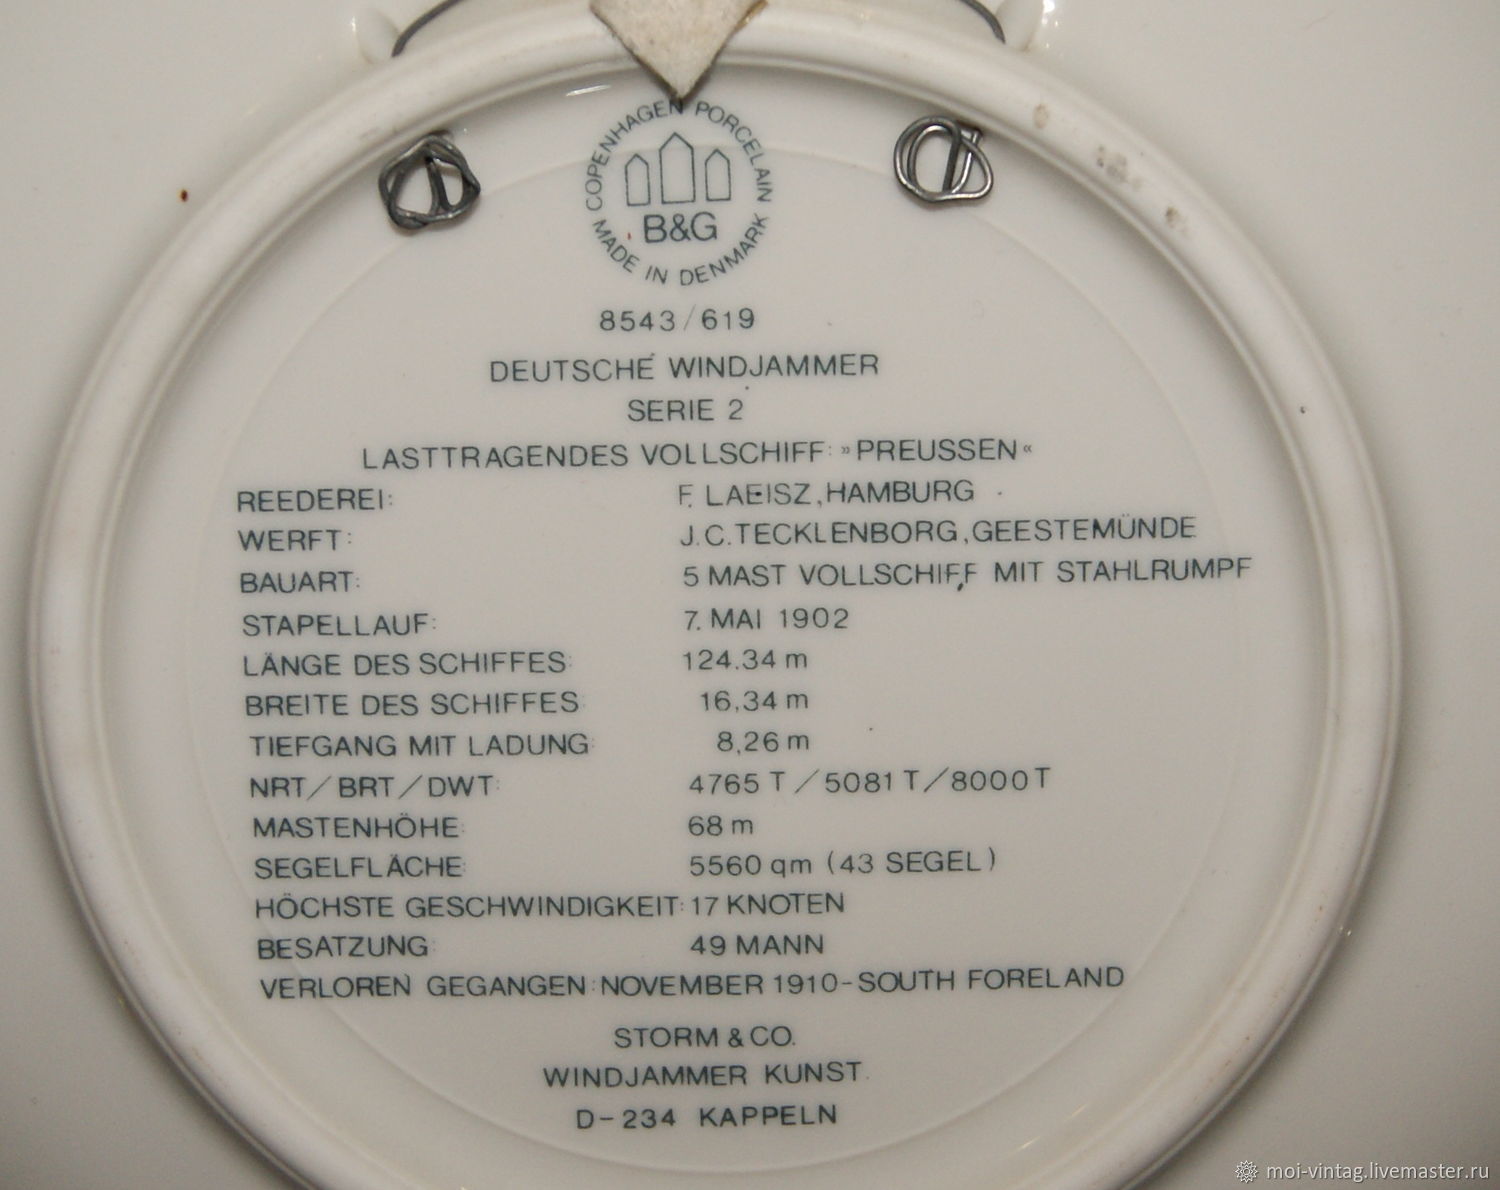 COPENHAGEN PORCELAIN
B&G
MADE IN DENMARK
8543/619
DEUTSCHE WINDJAMMER
SERIE 2
LASTTRAGENDES VOLLSCHIFF: »PREUSSEN«
REEDEREI: F. LAEISZ, HAMBURG
WERFT: J.C. TECKLENBORG, GEESTEMÜNDE
BAUART: 5 MAST VOLLSCHIFF MIT STAHLRUMPF
STAPELLAUF: 7. MAI 1902
LÄNGE DES SCHIFFES: 124.34 m
BREITE DES SCHIFFES: 16,34 m
TIEFGANG MIT LADUNG: 8,26 m
NRT/BRT/DWT: 4765 T/5081 T/8000 T
MASTENHÖHE: 68 m
SEGELFLÄCHE: 5560 qm (43 SEGEL)
HÖCHSTE GESCHWINDIGKEIT: 17 KNOTEN
BESATZUNG: 49 MANN
VERLOREN GEGANGEN: NOVEMBER 1910-SOUTH FORELAND
STORM & CO.
WINDJAMMER KUNST
D-234 KAPPELN
moi-vintag.livemaster.ru